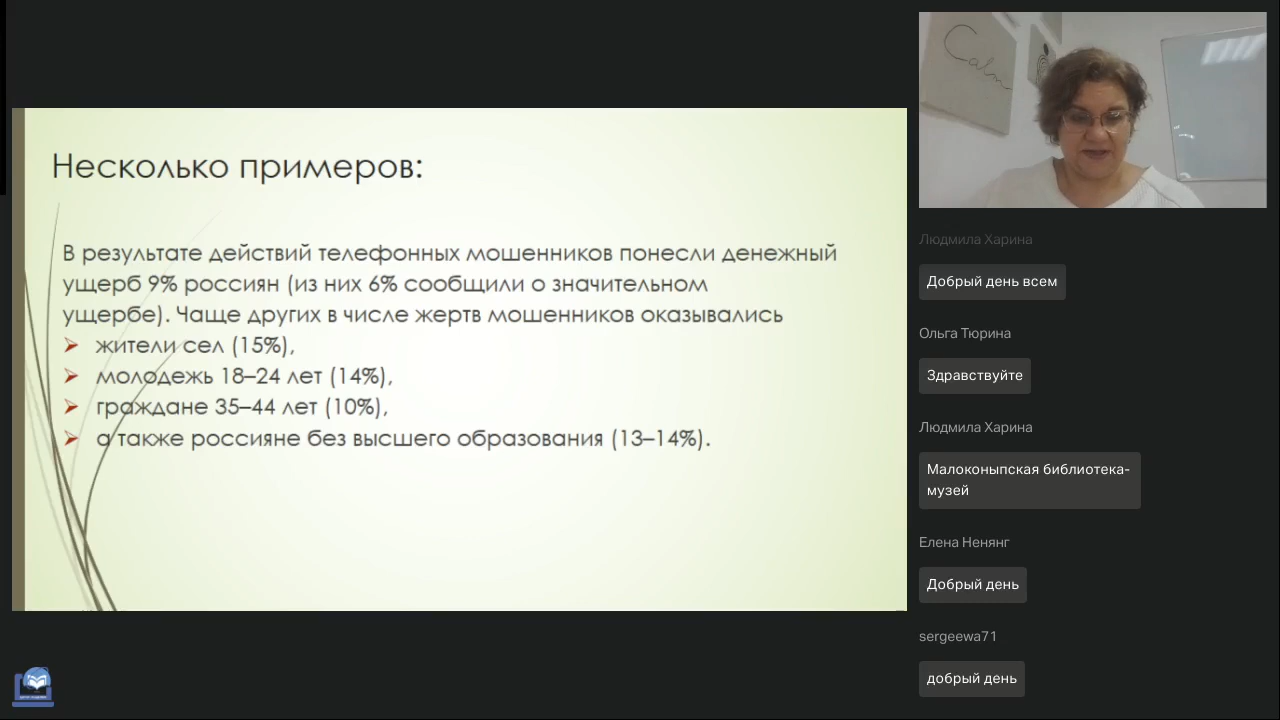 Несколько примеров:
В результате действий телефонных мошенников понесли денежный
ущерб 9% россиян (из них 6% сообщили о значительном
ущербе). Чаще других в числе жертв мошенников оказывались
жители сел (15%),
молодежь 18–24 лет (14%),
граждане 35–44 лет (10%),
а также россияне без высшего образования (13–14%).
Calm
Людмила Харина
Добрый день всем
Ольга Тюрина
Здравствуйте
Людмила Харина
Малоконыпская библиотека-
музей
Елена Ненянг
Добрый день
sergeewa71
добрый день